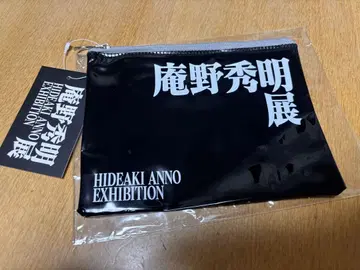 庵野秀明
展
HIDEAKI ANNO
EXHIBITION
庵野秀明
展
HIDEAKI ANNO
EXHIBITION